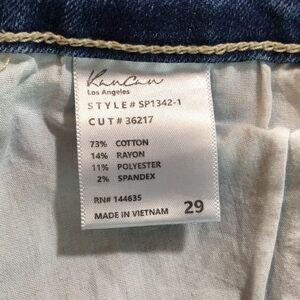 KanCan
Los Angeles
STYLE# SP1342-1
CUT# 36217
73% COTTON
14% RAYON
11% POLYESTER
2% SPANDEX
RN# 144635
MADE IN VIETNAM 29